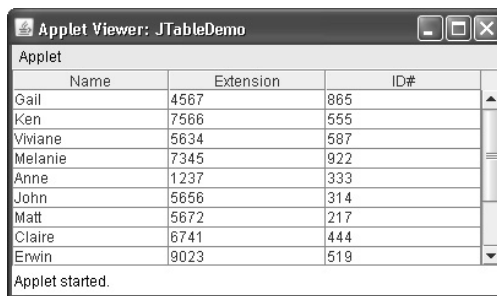 Applet Viewer: JTableDemo
Applet
Name Extension ID#
Gail 4567 865
Ken 7566 555
Viviane 5634 587
Melanie 7345 922
Anne 1237 333
John 5656 314
Matt 5672 217
Claire 6741 444
Erwin 9023 519
Applet started.